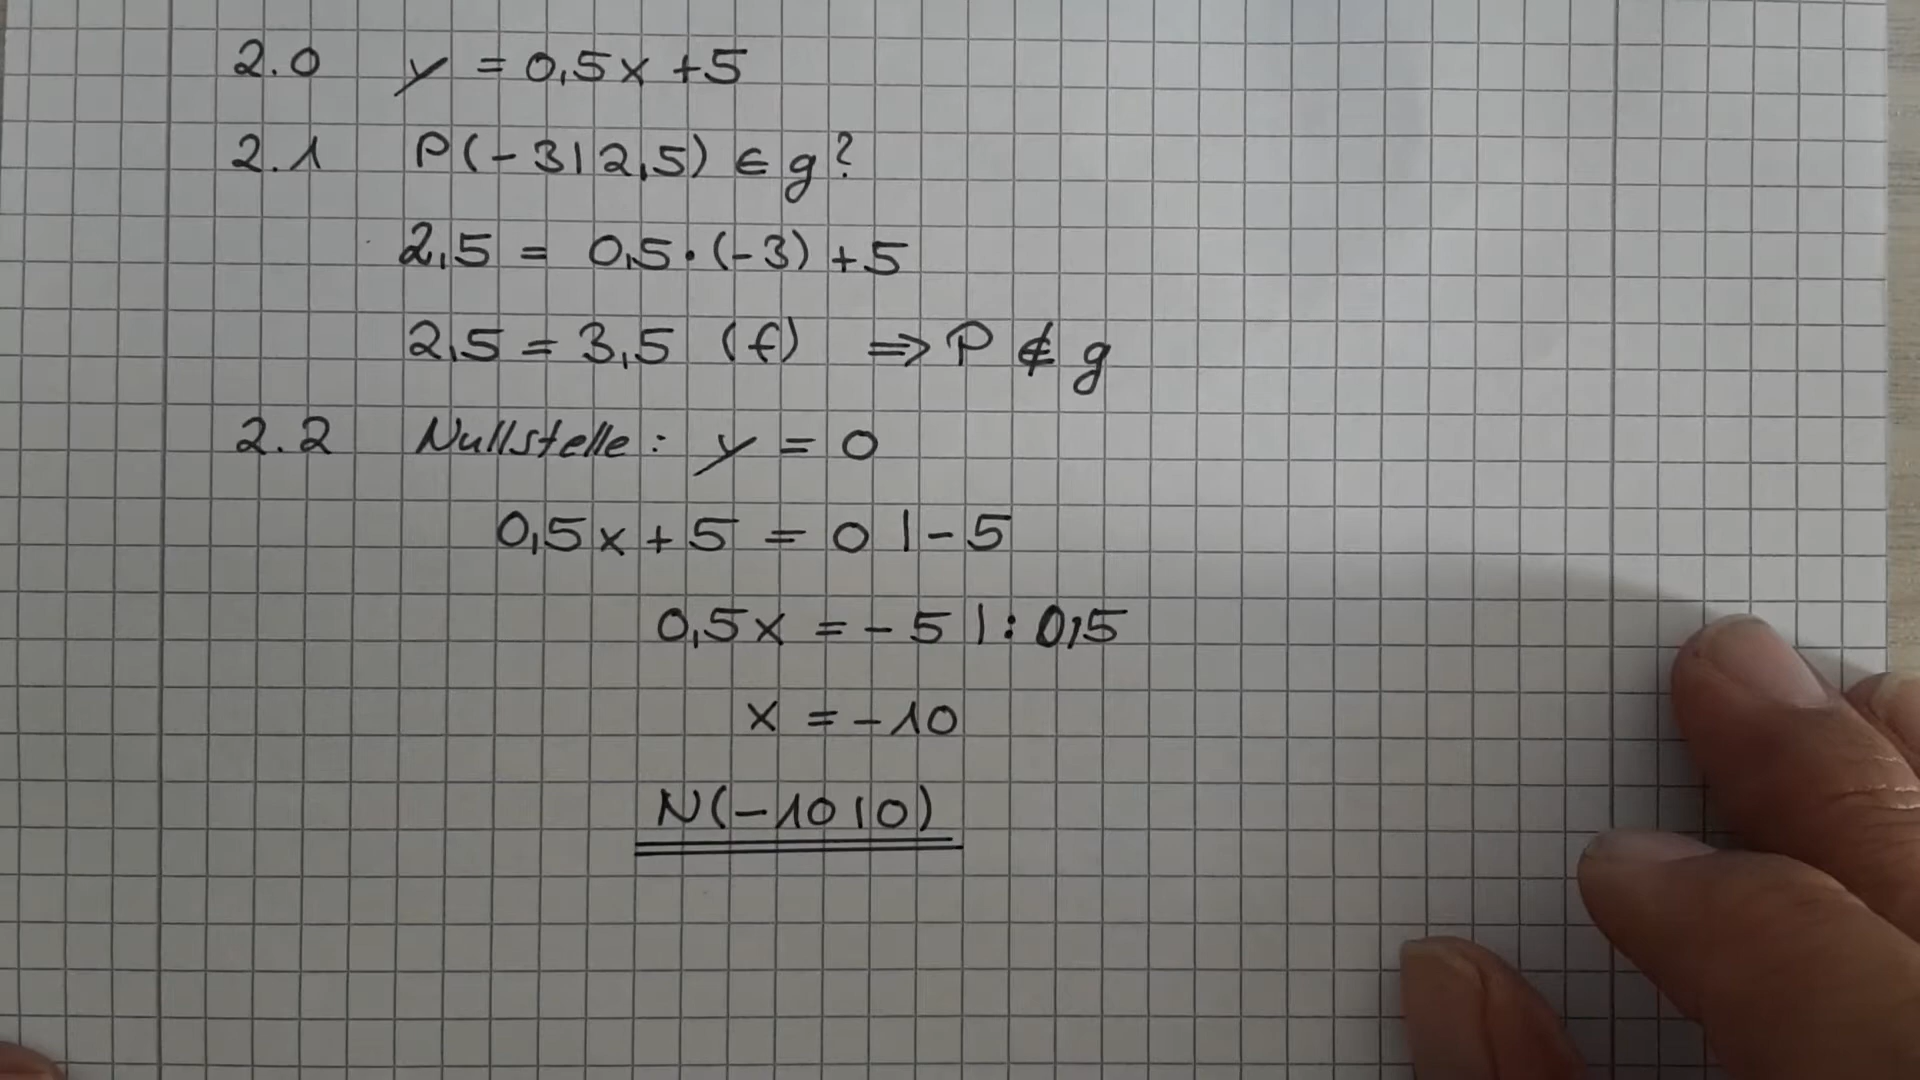 2.0 y = 0,5x +5
2.1 P(-3|2,5) ∈ g?
2,5 = 0,5·(-3) +5
2,5 = 3,5 (f) ⇒ P ∉ g
2.2 Nullstelle: y = 0
0,5x + 5 = 0 |-5
0,5x = -5 |: 0,5
x = -10
N(-10|0)